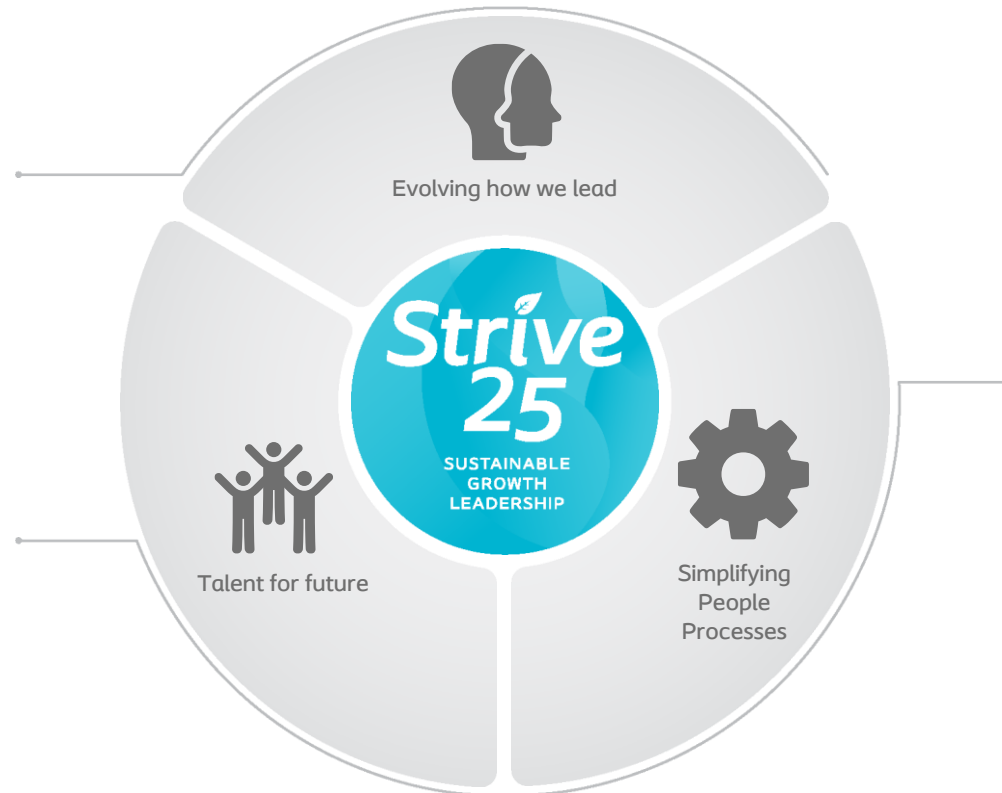 Evolving how we lead
Strive
25
SUSTAINABLE
GROWTH
LEADERSHIP
Talent for future
Simplifying
People
Processes